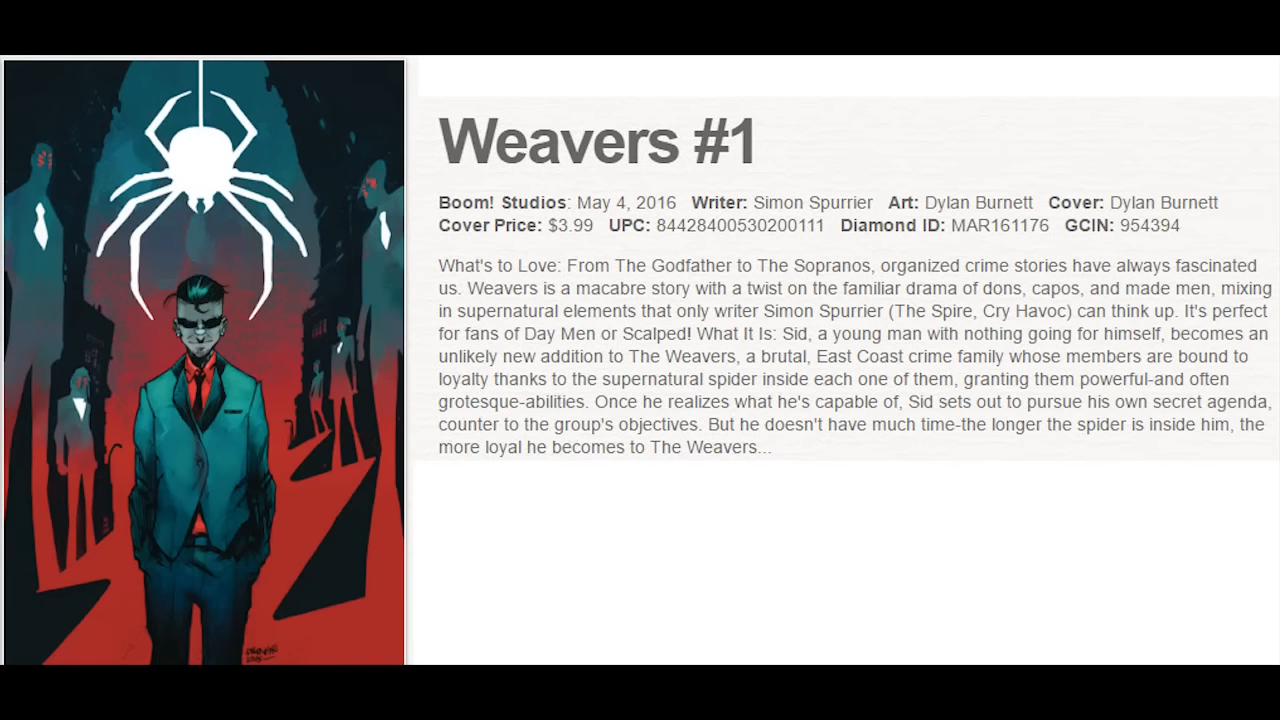 Weavers #1
Boom! Studios: May 4, 2016 Writer: Simon Spurrier Art: Dylan Burnett Cover: Dylan Burnett
Cover Price: $3.99 UPC: 84428400530200111 Diamond ID: MAR161176 GCIN: 954394
What's to Love: From The Godfather to The Sopranos, organized crime stories have always fascinated
us. Weavers is a macabre story with a twist on the familiar drama of dons, capos, and made men, mixing
in supernatural elements that only writer Simon Spurrier (The Spire, Cry Havoc) can think up. It's perfect
for fans of Day Men or Scalped! What It Is: Sid, a young man with nothing going for himself, becomes an
unlikely new addition to The Weavers, a brutal, East Coast crime family whose members are bound to
loyalty thanks to the supernatural spider inside each one of them, granting them powerful-and often
grotesque-abilities. Once he realizes what he's capable of, Sid sets out to pursue his own secret agenda,
counter to the group's objectives. But he doesn't have much time-the longer the spider is inside him, the
more loyal he becomes to The Weavers...